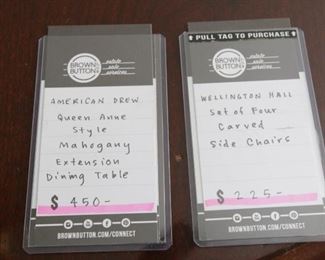 BROWN
BUTTON
estate
sale
services
AMERICAN DREW
Queen Anne
Style
Mahogany
Extension
Dining Table
$ 450-
BROWNBUTTON.COM/CONNECT
PULL TAG TO PURCHASE
BROWN
BUTTON
estate
sale
services
WELLINGTON HALL
Set of Four
Carved
Side Chairs
$ 225-
BROWNBUTTON.COM/CONNECT